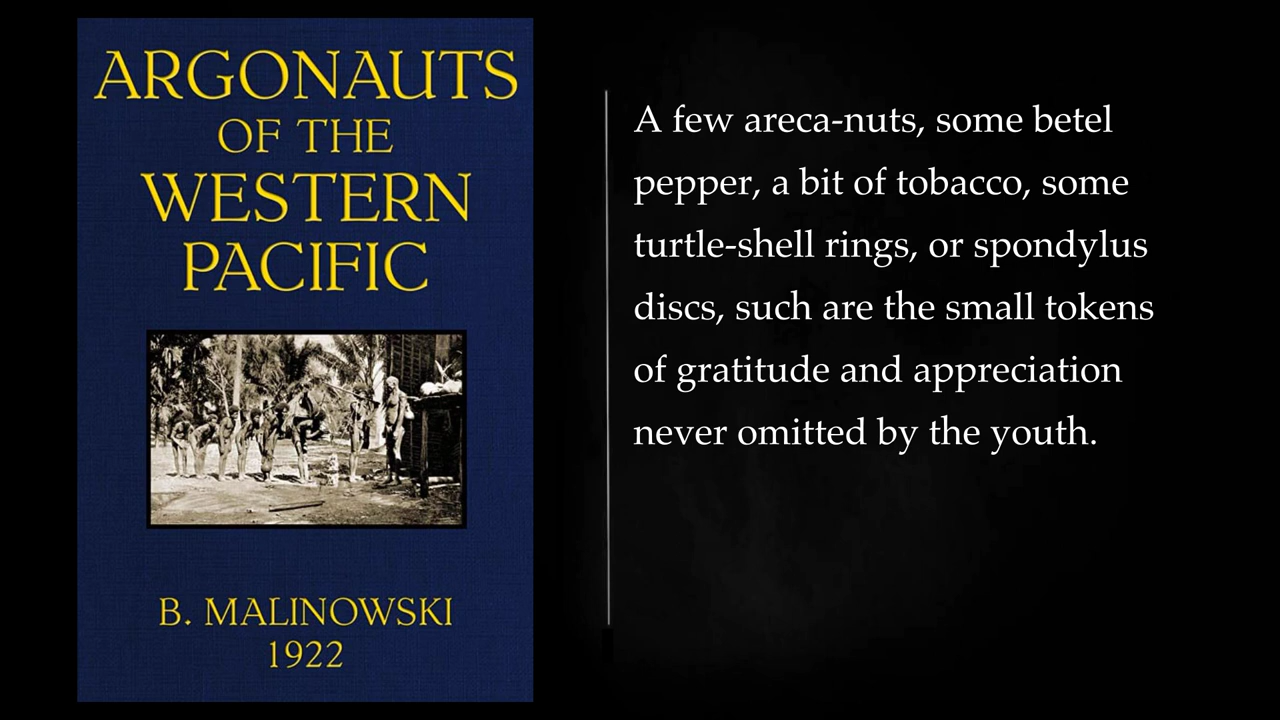 ARGONAUTS
OF THE
WESTERN
PACIFIC
B. MALINOWSKI
1922
A few areca-nuts, some betel
pepper, a bit of tobacco, some
turtle-shell rings, or spondylus
discs, such are the small tokens
of gratitude and appreciation
never omitted by the youth.